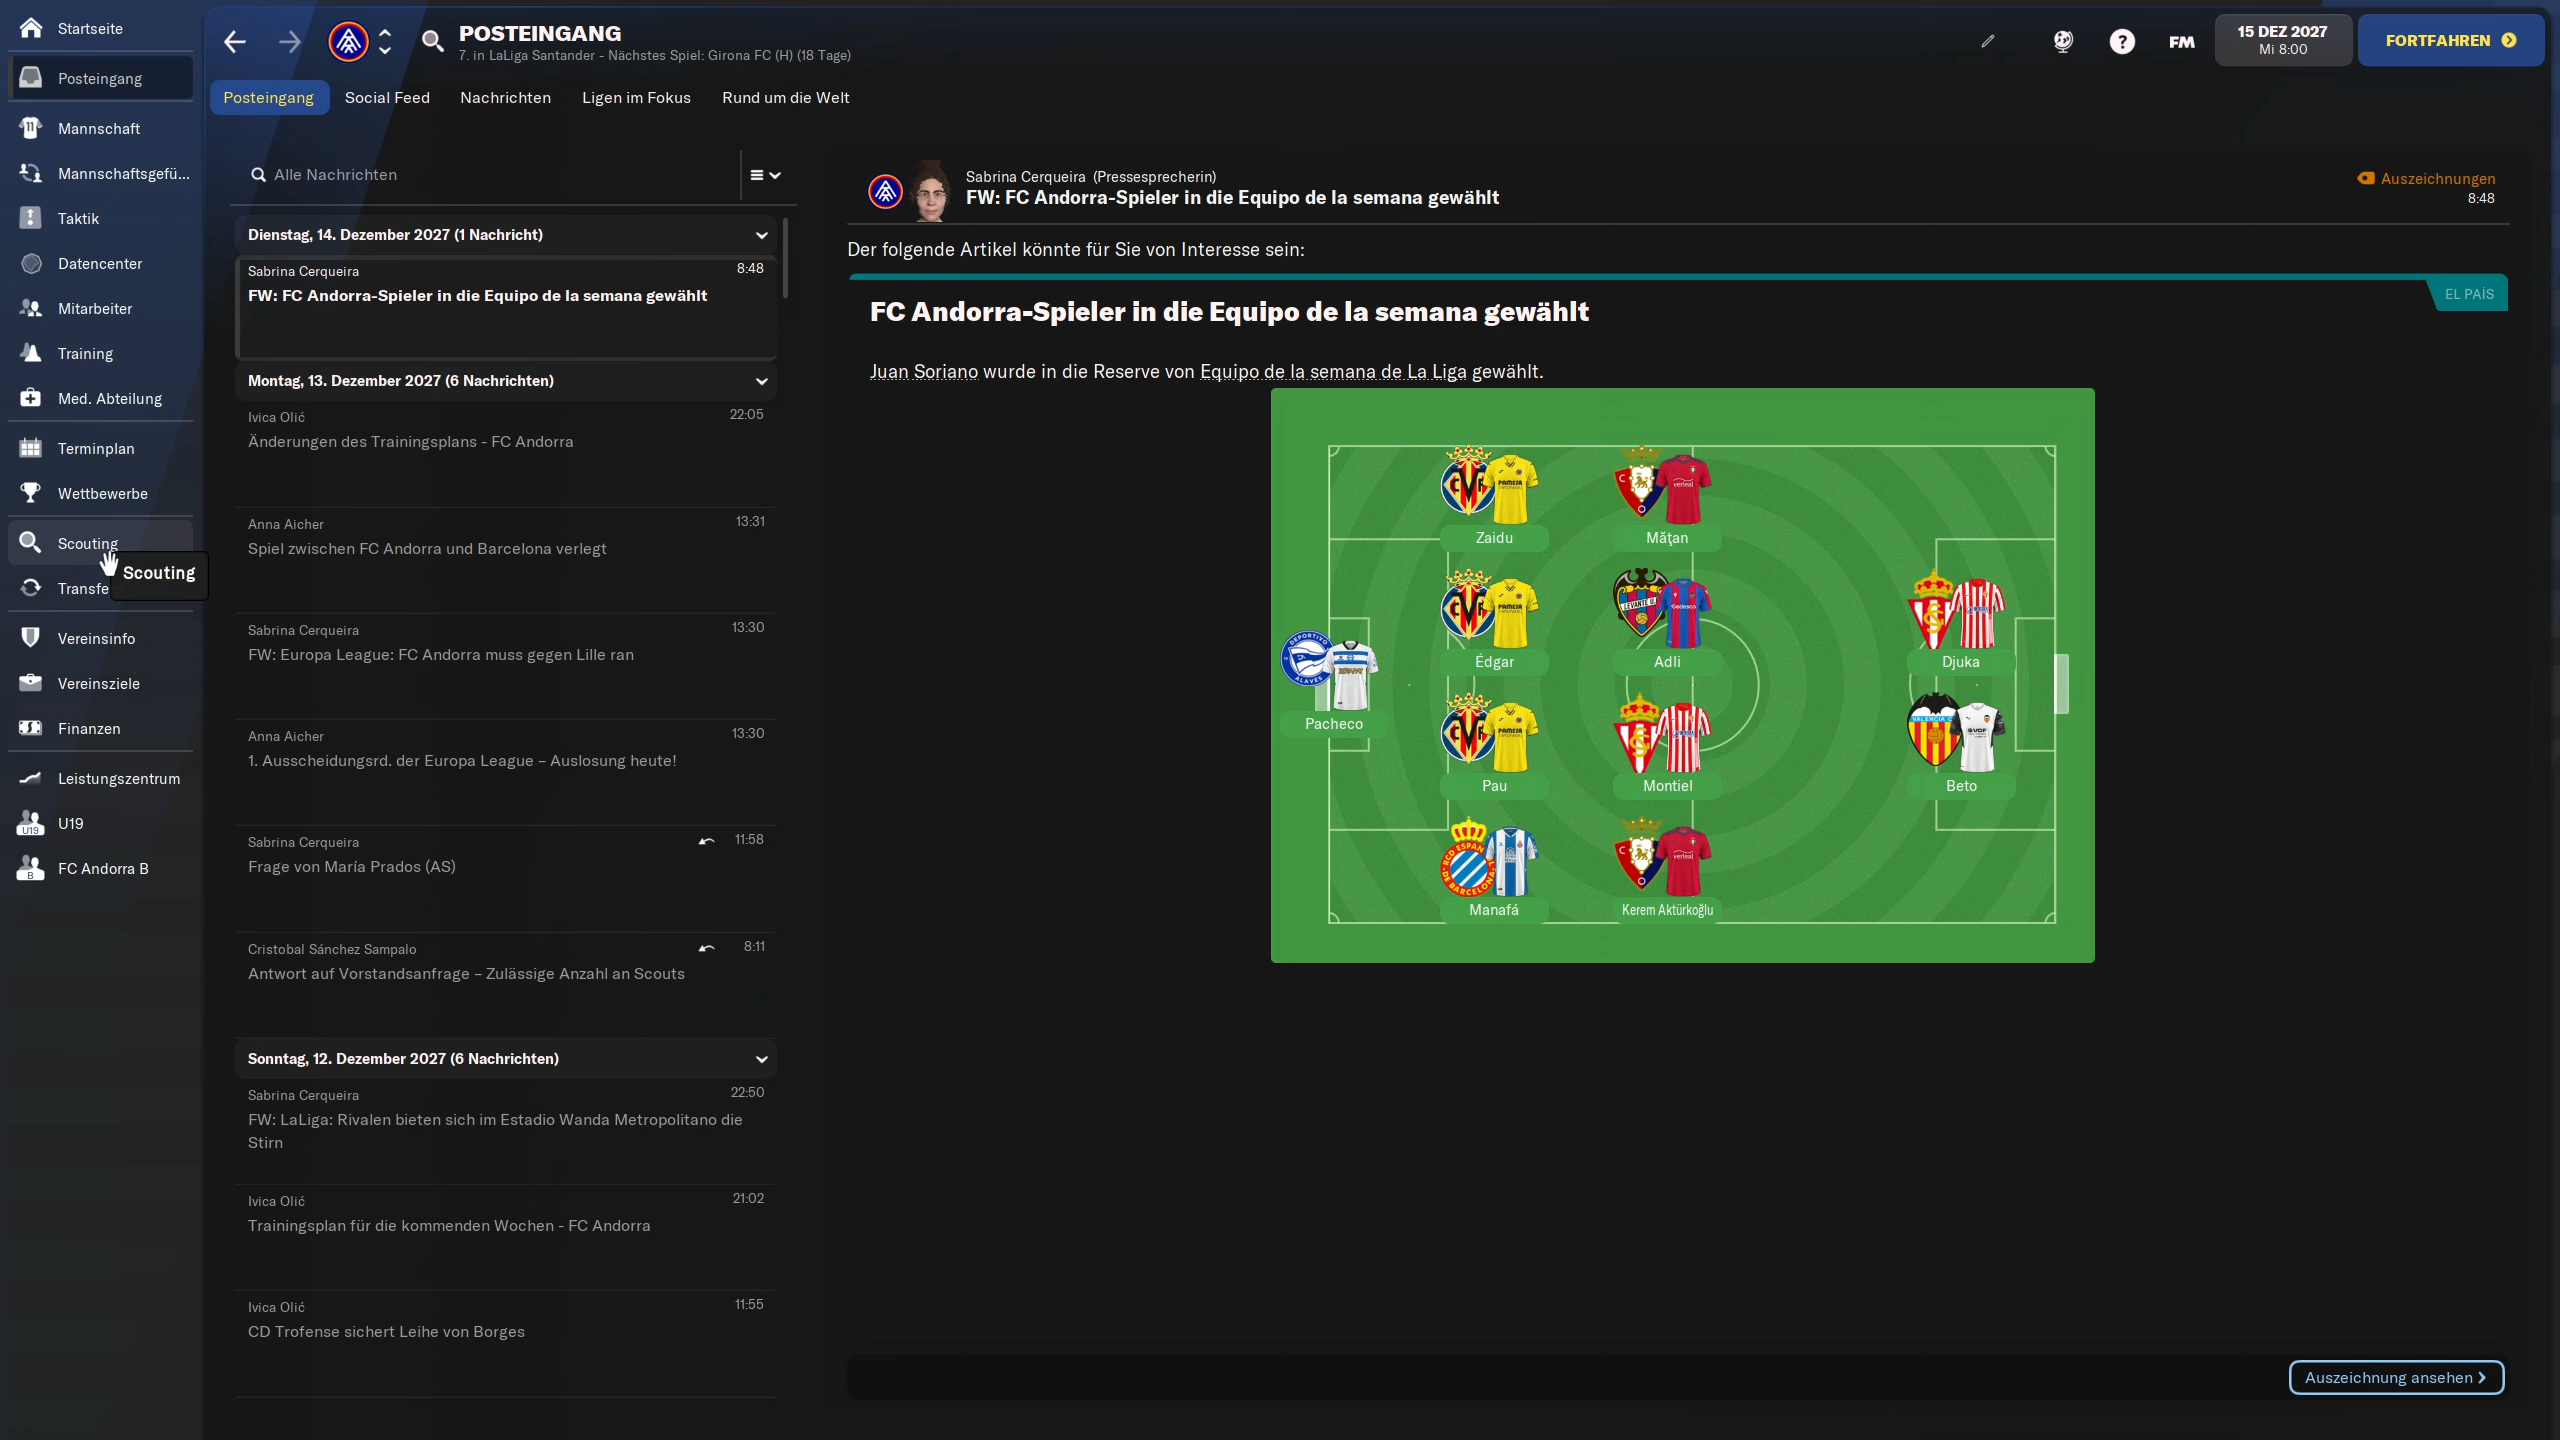 Startseite
Posteingang
Mannschaft
Mannschaftsgefü...
Taktik
Datencenter
Mitarbeiter
Training
Med. Abteilung
Terminplan
Wettbewerbe
Scouting
Scouting
Transfe
Vereinsinfo
Vereinsziele
Finanzen
Leistungszentrum
U19
U19
B
FC Andorra B
POSTEINGANG
7. in LaLiga Santander - Nächstes Spiel: Girona FC (H) (18 Tage)
FM
15 DEZ 2027
Mi 8:00
FORTFAHREN
Posteingang
Social Feed
Nachrichten
Ligen im Fokus
Rund um die Welt
Alle Nachrichten
Dienstag, 14. Dezember 2027 (1 Nachricht)
Sabrina Cerqueira
8:48
FW: FC Andorra-Spieler in die Equipo de la semana gewählt
Montag, 13. Dezember 2027 (6 Nachrichten)
Ivica Olić
22:05
Änderungen des Trainingsplans - FC Andorra
Anna Aicher
13:31
Spiel zwischen FC Andorra und Barcelona verlegt
Sabrina Cerqueira
13:30
FW: Europa League: FC Andorra muss gegen Lille ran
Anna Aicher
13:30
1. Ausscheidungsrd. der Europa League – Auslosung heute!
Sabrina Cerqueira
11:58
Frage von María Prados (AS)
Cristobal Sánchez Sampalo
8:11
Antwort auf Vorstandsanfrage – Zulässige Anzahl an Scouts
Sonntag, 12. Dezember 2027 (6 Nachrichten)
Sabrina Cerqueira
22:50
FW: LaLiga: Rivalen bieten sich im Estadio Wanda Metropolitano die
Stirn
Ivica Olić
21:02
Trainingsplan für die kommenden Wochen - FC Andorra
Ivica Olić
11:55
CD Trofense sichert Leihe von Borges
Sabrina Cerqueira (Pressesprecherin)
FW: FC Andorra-Spieler in die Equipo de la semana gewählt
Auszeichnungen
8:48
Der folgende Artikel könnte für Sie von Interesse sein:
EL PAÍS
FC Andorra-Spieler in die Equipo de la semana gewählt
Juan Soriano wurde in die Reserve von Equipo de la semana de La Liga gewählt.
Zaidu
Mățan
Édgar
Adli
Djuka
Pacheco
Pau
Montiel
Beto
Manafá
Kerem Aktürkoğlu
Auszeichnung ansehen